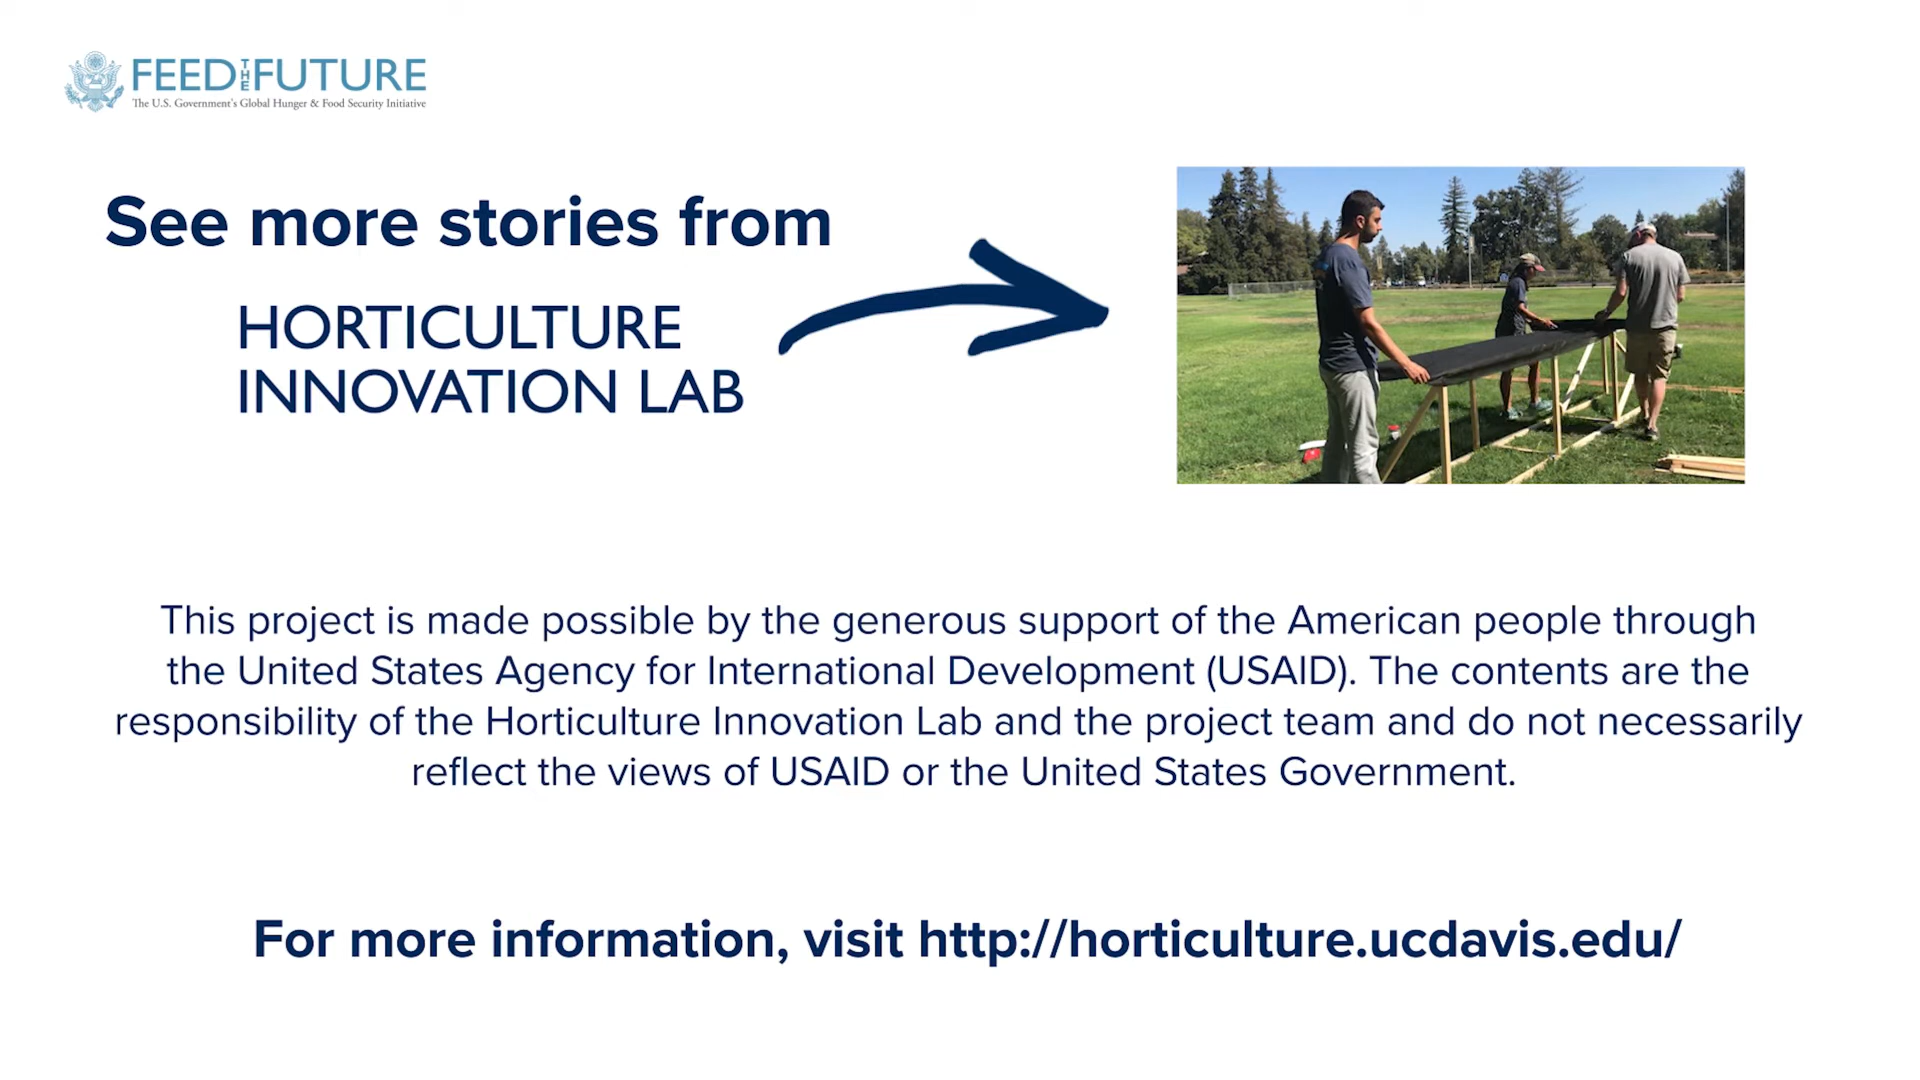 FEED THE FUTURE
The U.S. Government's Global Hunger & Food Security Initiative
See more stories from
HORTICULTURE
INNOVATION LAB
This project is made possible by the generous support of the American people through
the United States Agency for International Development (USAID). The contents are the
responsibility of the Horticulture Innovation Lab and the project team and do not necessarily
reflect the views of USAID or the United States Government.
For more information, visit http://horticulture.ucdavis.edu/